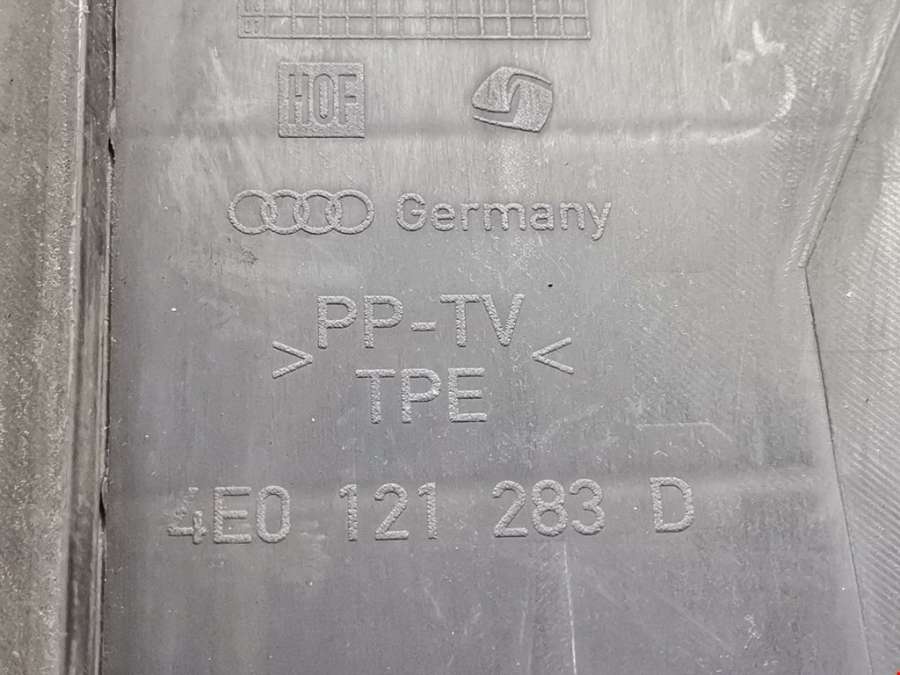 HOF
Germany
PP-TV
> <
TPE
4E0 121 283 D